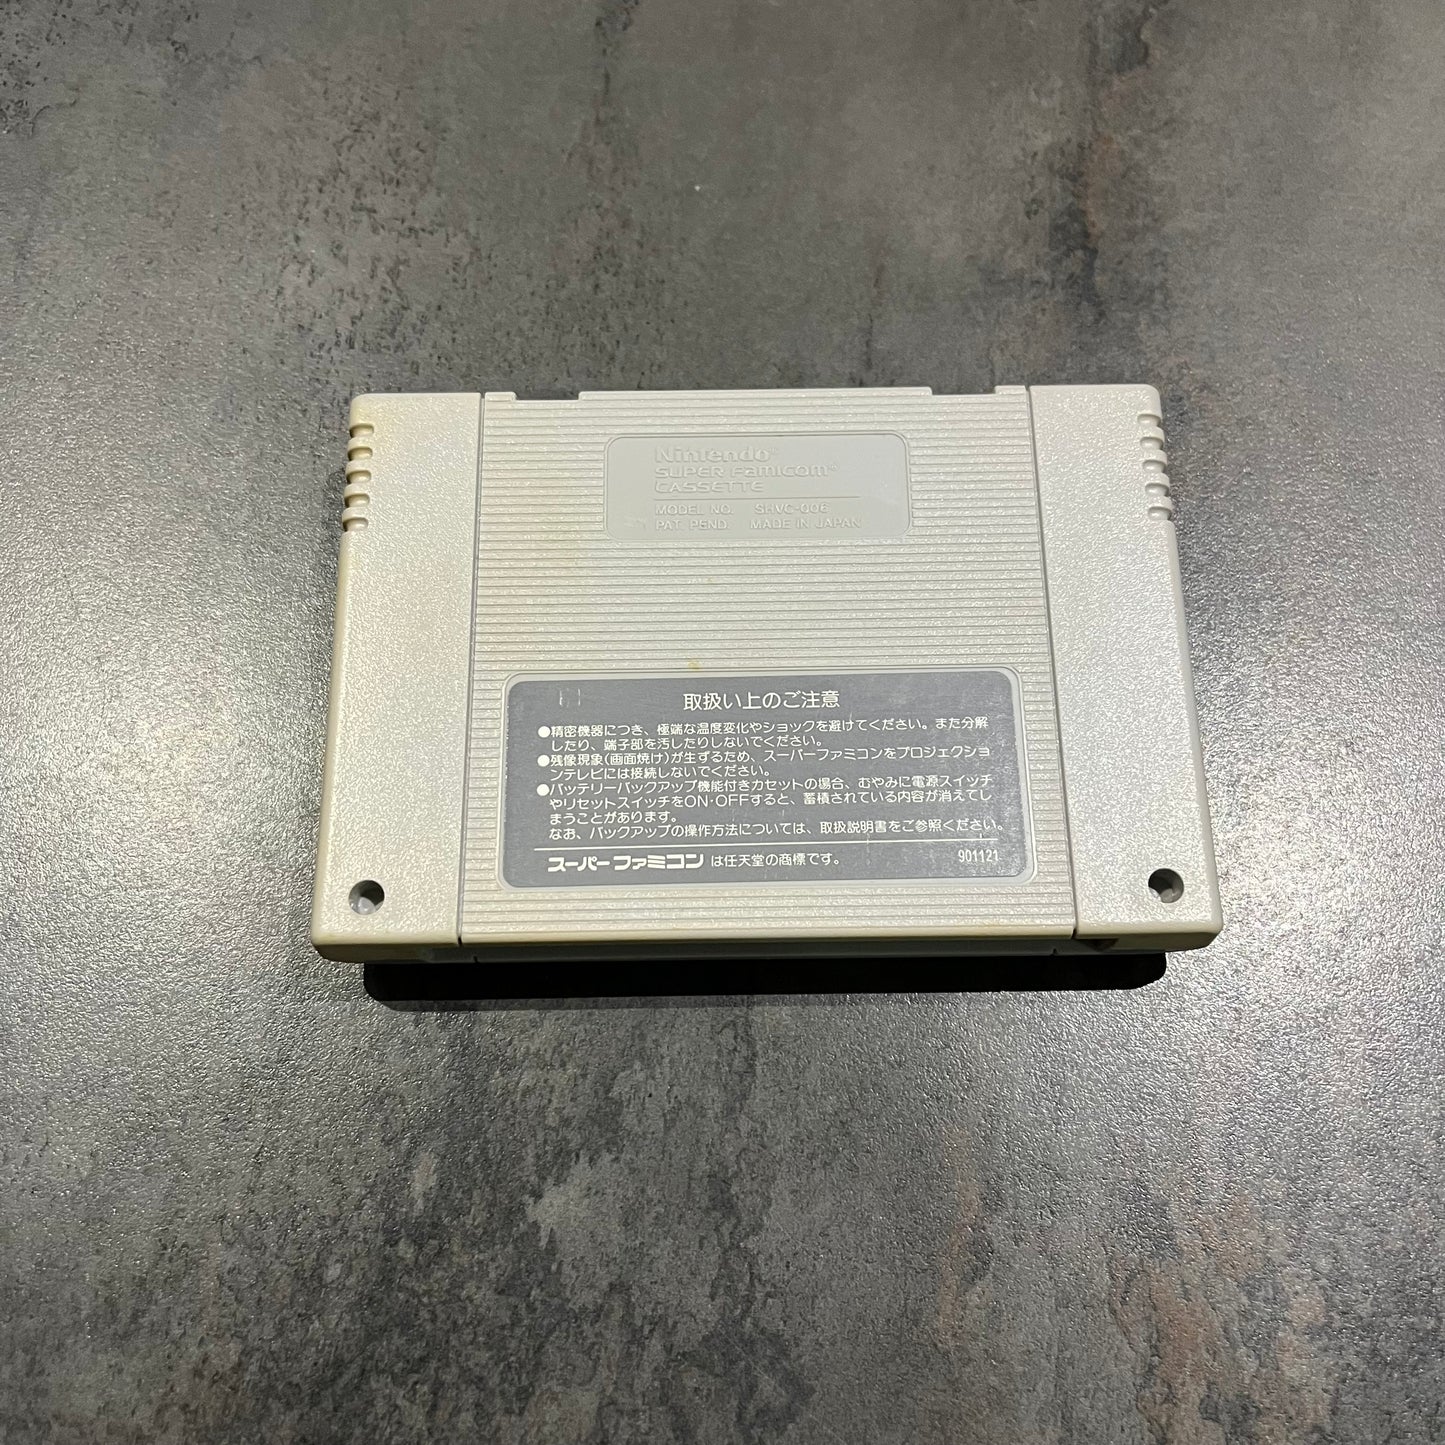 Nintendo®
SUPER FAMICOM®
CASSETTE
MODEL NO. SHVC-006
PAT. PEND. MADE IN JAPAN
取扱い上のご注意
●精密機器につき、極端な温度変化やショックを避けてください。また分解
したり、端子部を汚したりしないでください。
●残像現象(画面焼け)が生ずるため、スーパーファミコンをプロジェクショ
ンテレビには接続しないでください。
●バッテリーバックアップ機能付きカセットの場合、むやみに電源スイッチ
やリセットスイッチをON・OFFすると、蓄積されている内容が消えてし
まうことがあります。
なお、バックアップの操作方法については、取扱説明書をご参照ください。
スーパーファミコン は任天堂の商標です。 901121